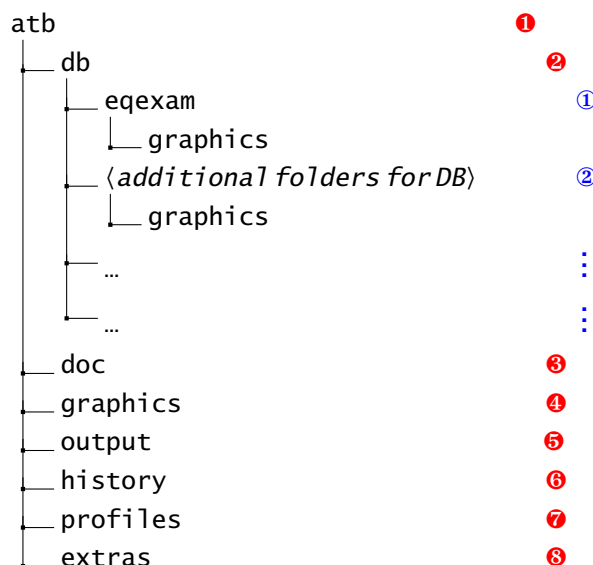 atb ❶
db ❷
eqexam ①
graphics
⟨additional folders for DB⟩ ②
graphics
… ⋮
… ⋮
doc ❸
graphics ❹
output ❺
history ❻
profiles ❼
extras ❽